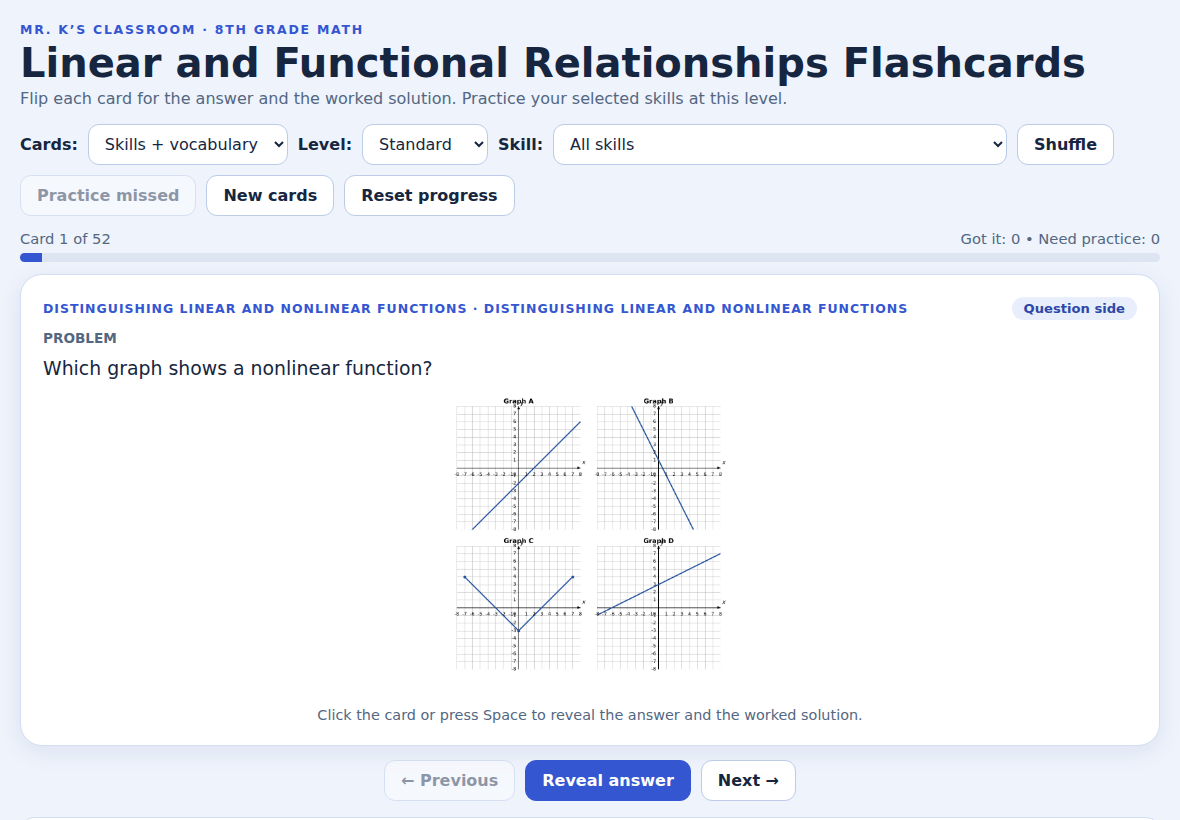 MR. K'S CLASSROOM · 8TH GRADE MATH
Linear and Functional Relationships Flashcards
Flip each card for the answer and the worked solution. Practice your selected skills at this level.
Cards: Skills + vocabulary Level: Standard Skill: All skills Shuffle
Practice missed New cards Reset progress
Card 1 of 52 Got it: 0 • Need practice: 0
DISTINGUISHING LINEAR AND NONLINEAR FUNCTIONS · DISTINGUISHING LINEAR AND NONLINEAR FUNCTIONS Question side
PROBLEM
Which graph shows a nonlinear function?
Graph A Graph B
Graph C Graph D
Click the card or press Space to reveal the answer and the worked solution.
← Previous Reveal answer Next →